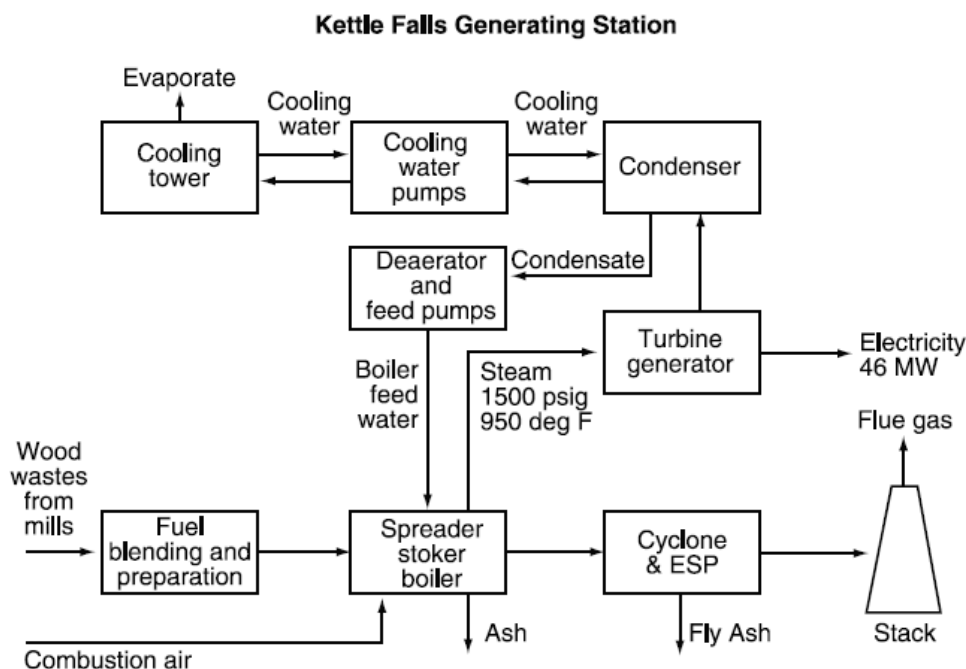 Kettle Falls Generating Station
Evaporate
Cooling
water
Cooling
water
Cooling
tower
Cooling
water
pumps
Condenser
Deaerator
and
feed pumps
Condensate
Turbine
generator
Electricity
46 MW
Boiler
feed
water
Steam
1500 psig
950 deg F
Flue gas
Wood
wastes
from
mills
Fuel
blending and
preparation
Spreader
stoker
boiler
Cyclone
& ESP
Ash
Fly Ash
Stack
Combustion air